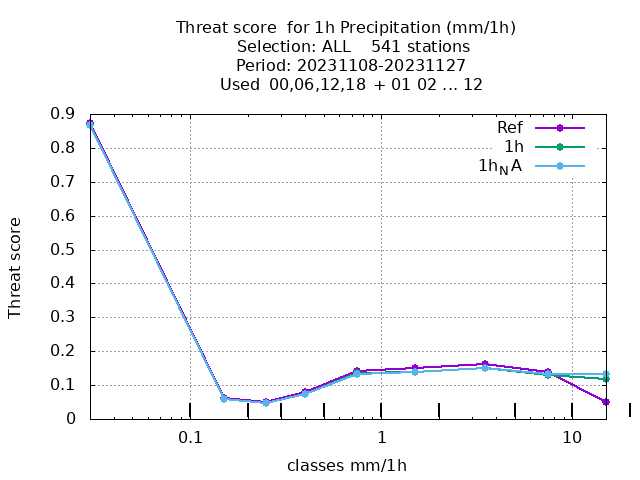 Threat score for 1h Precipitation (mm/1h)
Selection: ALL 541 stations
Period: 20231108-20231127
Used 00,06,12,18 + 01 02 ... 12
Ref
1h
1h_NA
0.9
0.8
0.7
0.6
0.5
0.4
0.3
0.2
0.1
0
Threat score
0.1 1 10
classes mm/1h